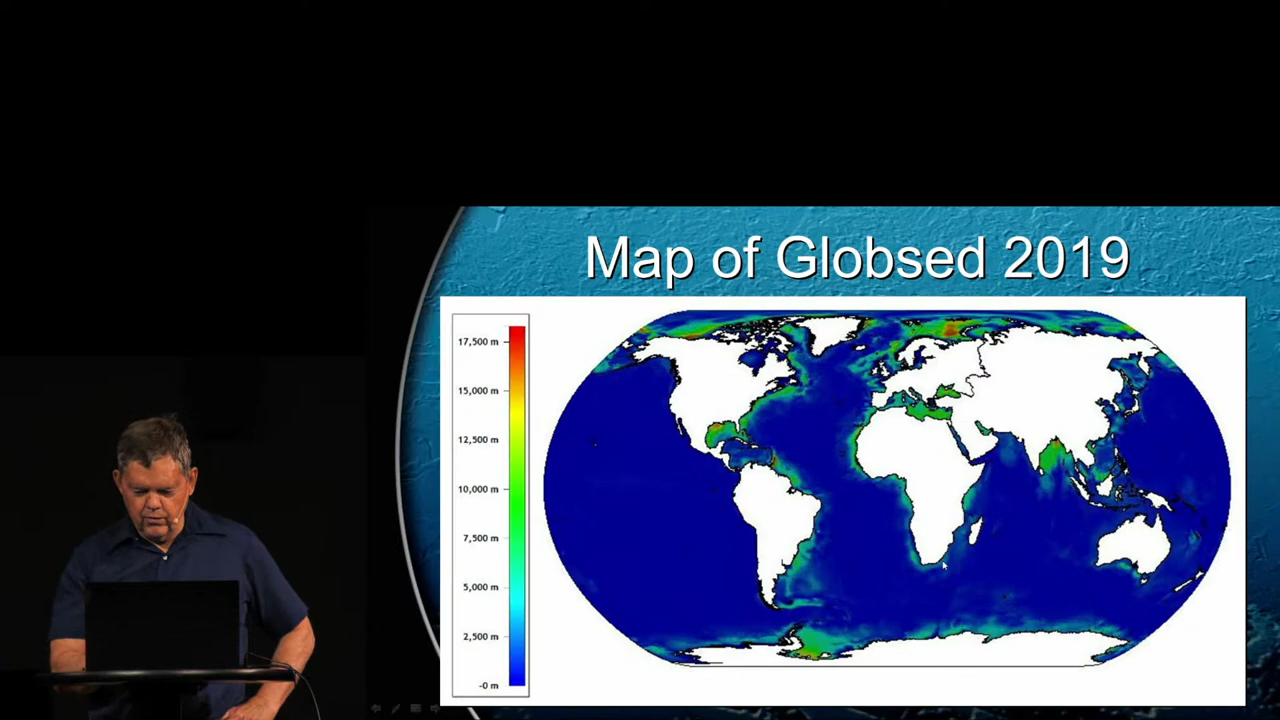 Map of Globsed 2019
17,500 m
15,000 m
12,500 m
10,000 m
7,500 m
5,000 m
2,500 m
-0 m